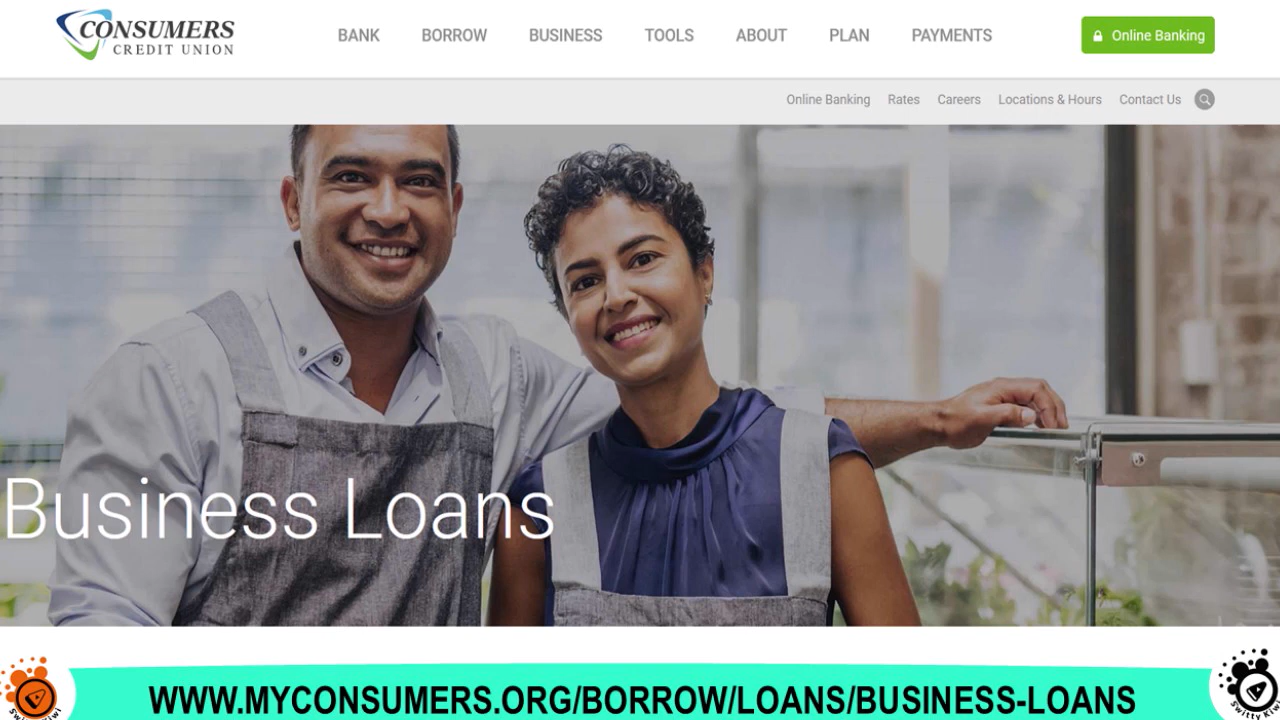 CONSUMERS
CREDIT UNION
BANK BORROW BUSINESS TOOLS ABOUT PLAN PAYMENTS
Online Banking
Online Banking Rates Careers Locations & Hours Contact Us
Business Loans
WWW.MYCONSUMERS.ORG/BORROW/LOANS/BUSINESS-LOANS